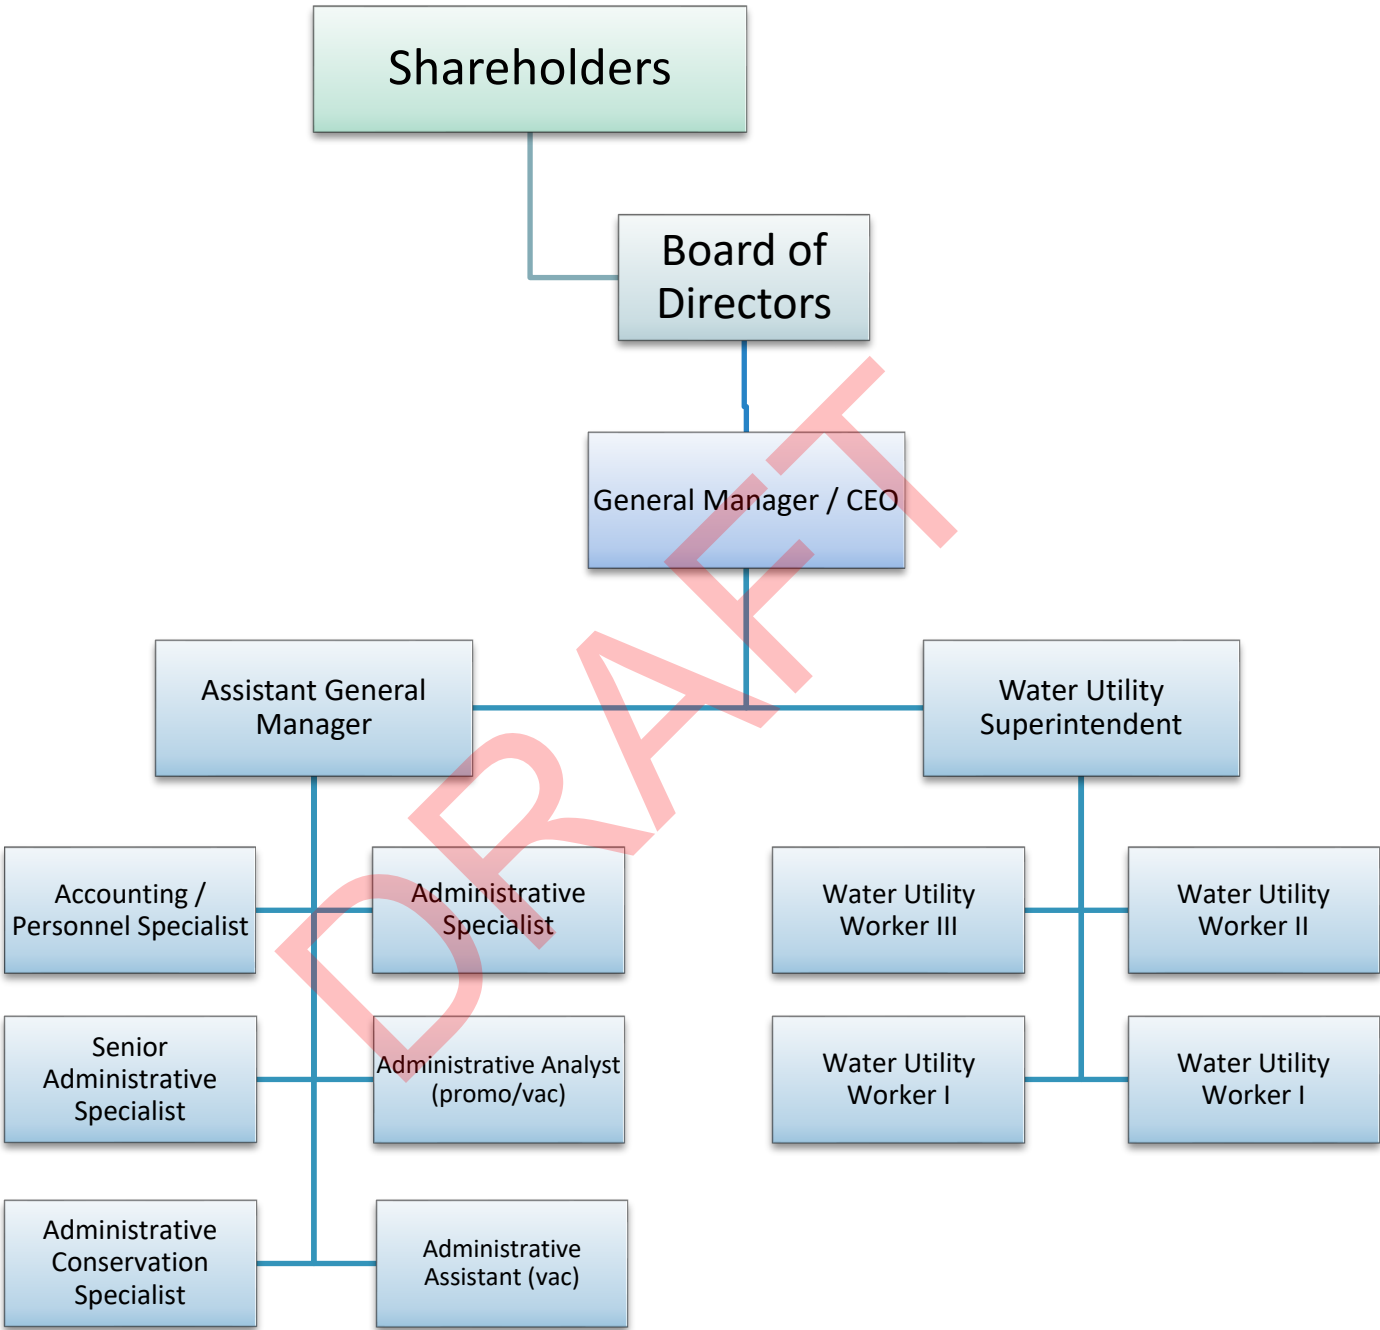 Shareholders
Board of
Directors
General Manager / CEO
Assistant General
Manager
Water Utility
Superintendent
Accounting /
Personnel Specialist
Administrative
Specialist
Water Utility
Worker III
Water Utility
Worker II
Senior
Administrative
Specialist
Administrative Analyst
(promo/vac)
Water Utility
Worker I
Water Utility
Worker I
Administrative
Conservation
Specialist
Administrative
Assistant (vac)
DRAFT